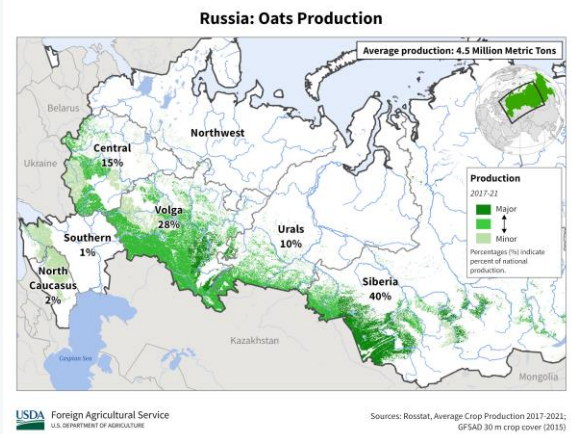 Russia: Oats Production
Average production: 4.5 Million Metric Tons
Belarus
Northwest
Central
15%
Ukraine
Volga
28%
Southern
1%
Urals
10%
North
Caucasus
2%
Siberia
40%
Kazakhstan
Caspian Sea
Mongolia
Production
2017-21
Major
Minor
Percentages (%) indicate
percent of national
production.
USDA Foreign Agricultural Service
U.S. DEPARTMENT OF AGRICULTURE
Sources: Rosstat, Average Crop Production 2017-2021;
GFSAD 30 m crop cover (2015)